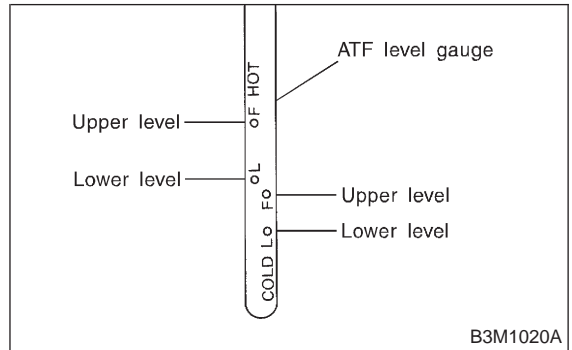 ATF level gauge
F HOT
Upper level
L
Lower level
F
Upper level
COLD L
Lower level
B3M1020A